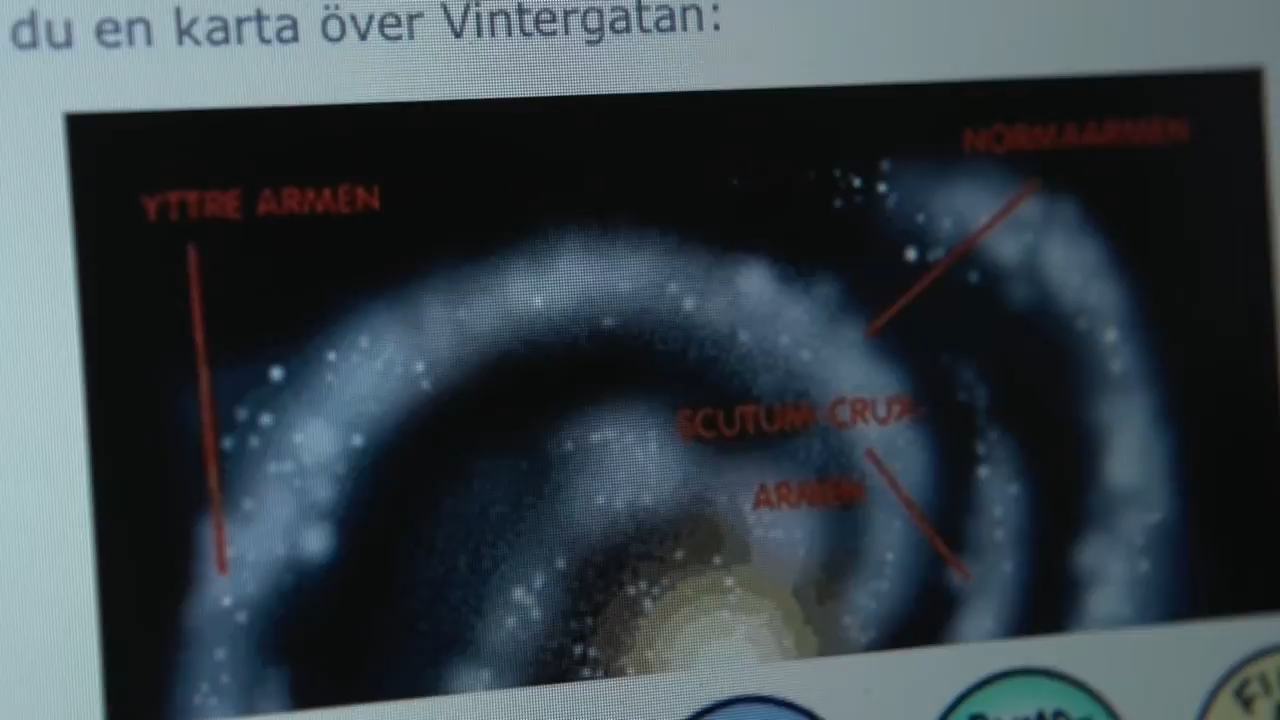 du en karta över Vintergatan:
NORMAARMEN
YTTRE ARMEN
SCUTUM-CRUX-
ARMEN